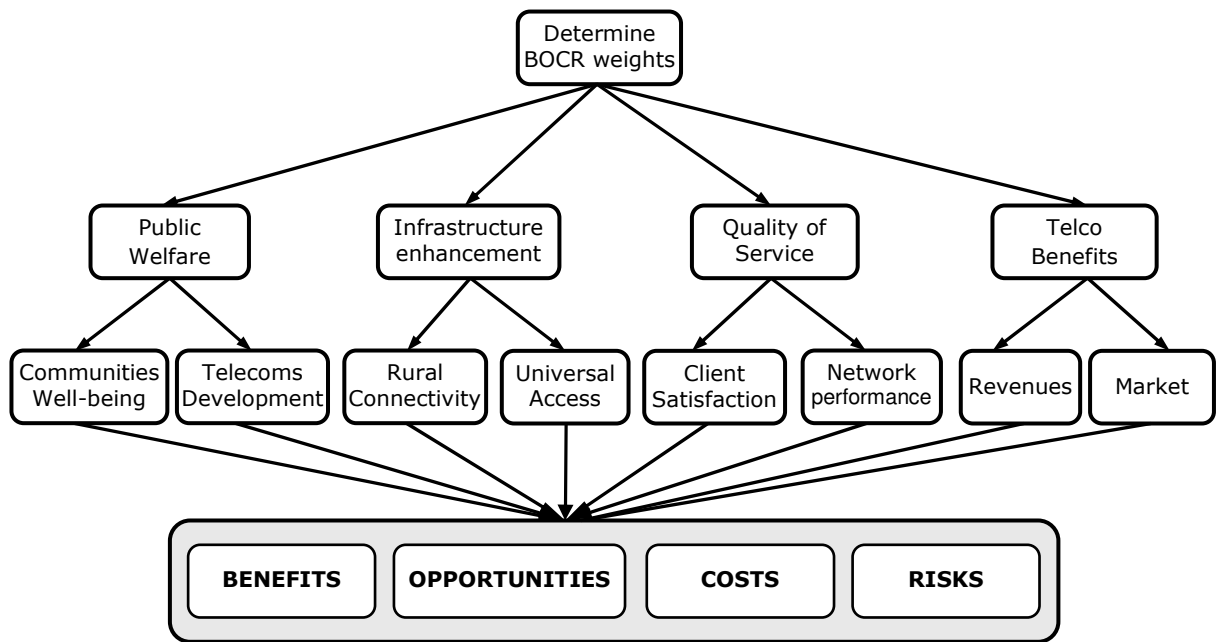 Determine
BOCR weights
Public
Welfare
Infrastructure
enhancement
Quality of
Service
Telco
Benefits
Communities
Well-being
Telecoms
Development
Rural
Connectivity
Universal
Access
Client
Satisfaction
Network
performance
Revenues
Market
BENEFITS
OPPORTUNITIES
COSTS
RISKS